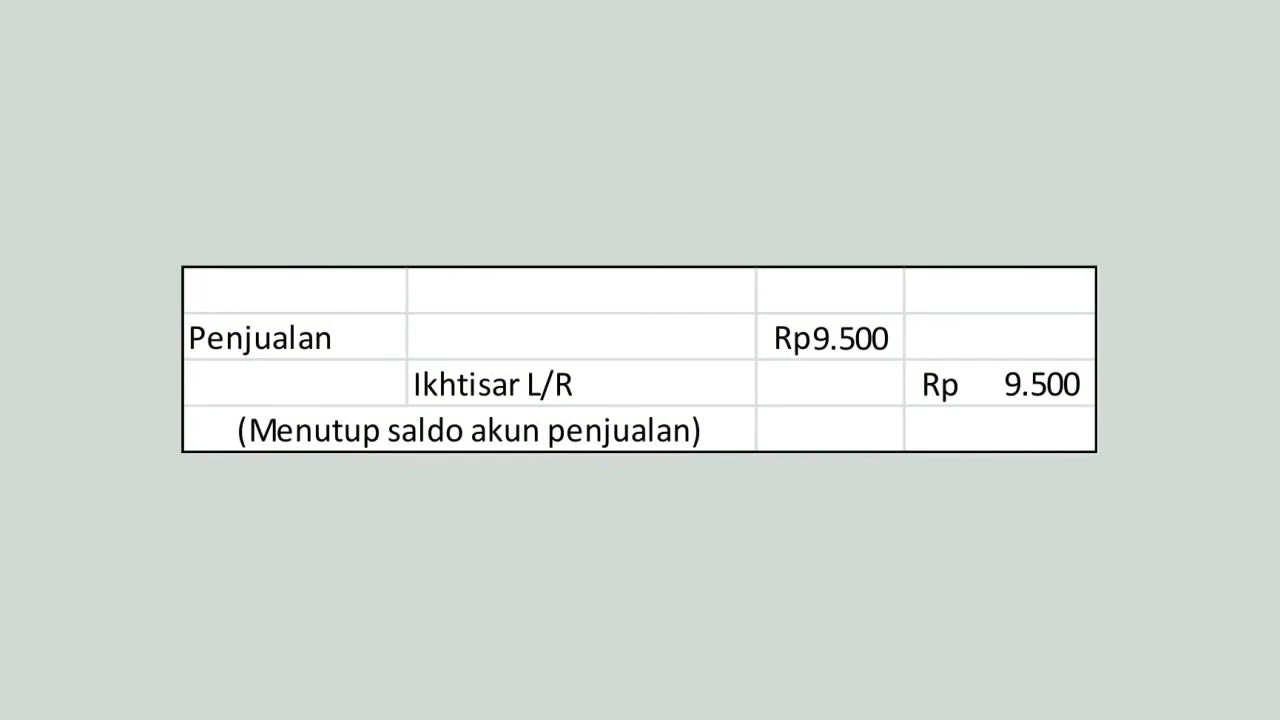 Penjualan Rp9.500
Ikhtisar L/R Rp 9.500
(Menutup saldo akun penjualan)